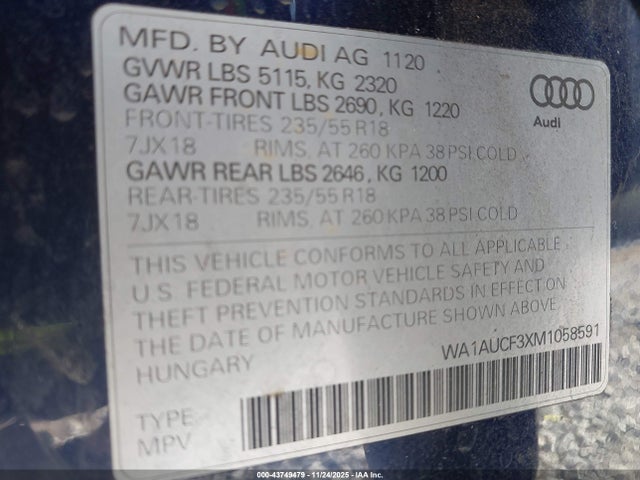 MFD. BY AUDI AG 1120
GVWR LBS 5115, KG 2320
GAWR FRONT LBS 2690, KG 1220
FRONT-TIRES 235/55 R18
7JX18 RIMS, AT 260 KPA 38 PSI COLD
GAWR REAR LBS 2646, KG 1200
REAR-TIRES 235/55 R18
7JX18 RIMS, AT 260 KPA 38 PSI COLD
Audi
THIS VEHICLE CONFORMS TO ALL APPLICABLE
U.S. FEDERAL MOTOR VEHICLE SAFETY AND
THEFT PREVENTION STANDARDS IN EFFECT ON
THE DATE OF MANUFACTURE SHOWN ABOVE.
HUNGARY WA1AUCF3XM1058591
TYPE:
MPV
000-43749479 - 11/24/2025 - IAA Inc.